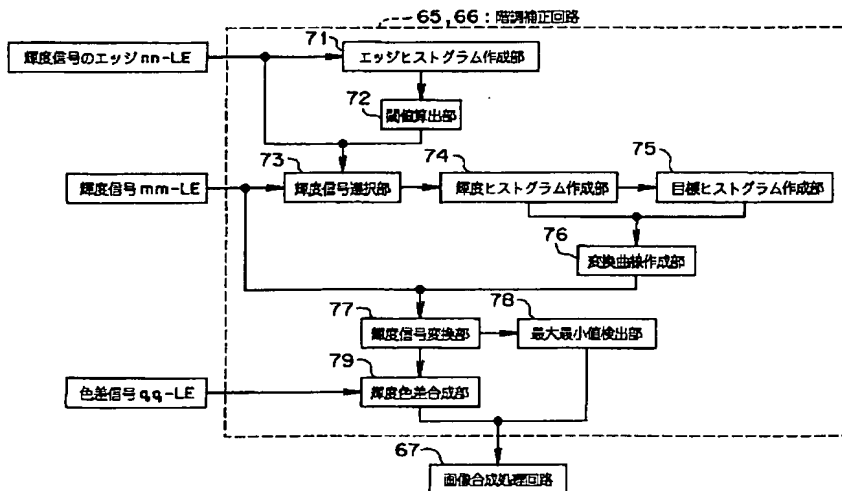 65,66：階調補正回路
71
輝度信号のエッジnn-LE
エッジヒストグラム作成部
72
閾値算出部
73
74
75
輝度信号mm-LE
輝度信号選択部
輝度ヒストグラム作成部
目標ヒストグラム作成部
76
変換曲線作成部
77
78
輝度信号変換部
最大最小値検出部
79
色差信号qq-LE
輝度色差合成部
67
画像合成処理回路